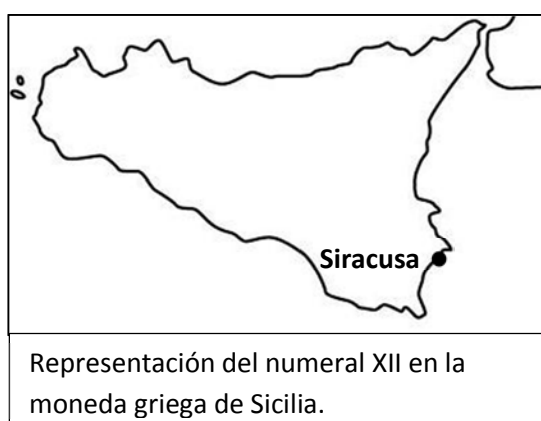 Siracusa
Representación del numeral XII en la
moneda griega de Sicilia.